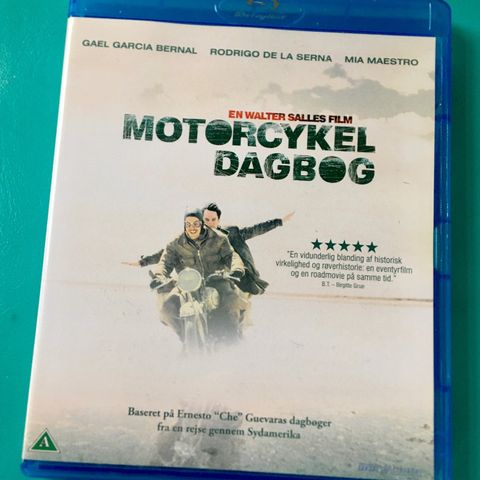 GAEL GARCIA BERNAL RODRIGO DE LA SERNA MIA MAESTRO
EN WALTER SALLES FILM
MOTORCYKEL
DAGBOG
"En vidunderlig blanding af historisk
virkelighed og røverhistorie: en eventyrfilm
og en roadmovie på samme tid."
B.T. – Birgitte Grue
Baseret på Ernesto "Che" Guevaras dagbøger
fra en rejse gennem Sydamerika
A